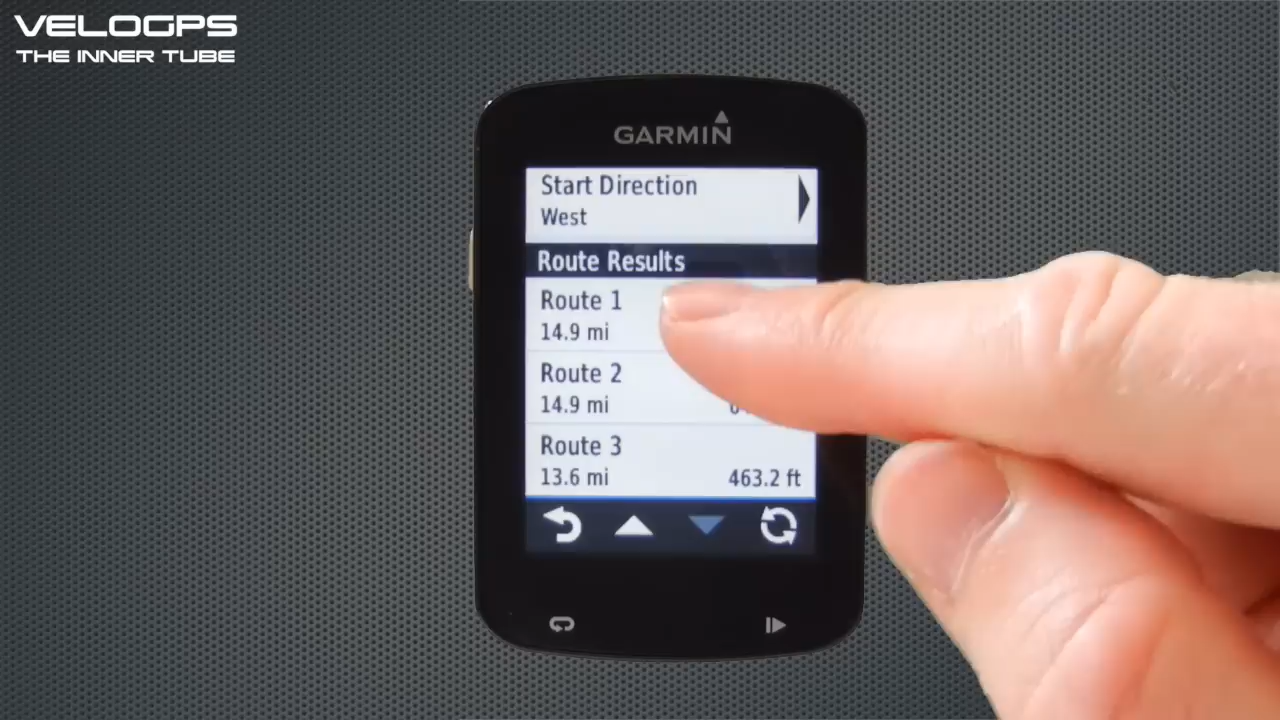 VELOGPS
THE INNER TUBE
GARMIN
Start Direction
West
Route Results
Route 1
14.9 mi
Route 2
14.9 mi
Route 3
13.6 mi 463.2 ft